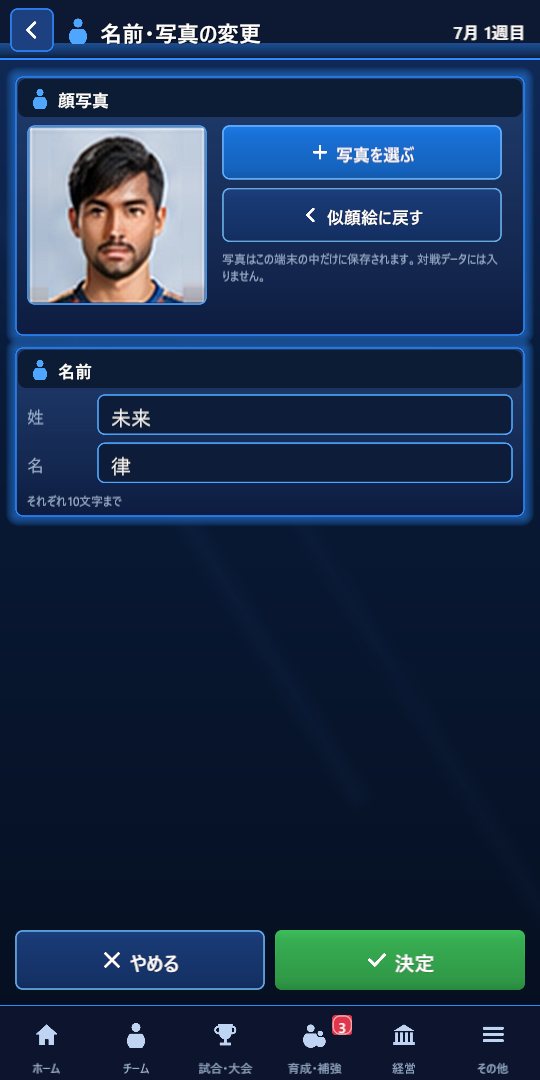 名前・写真の変更
7月 1週目
顔写真
写真を選ぶ
似顔絵に戻す
写真はこの端末の中だけに保存されます。対戦データには入
りません。
名前
姓
未来
名
律
それぞれ10文字まで
やめる
決定
3
ホーム
チーム
試合・大会
育成・補強
経営
その他